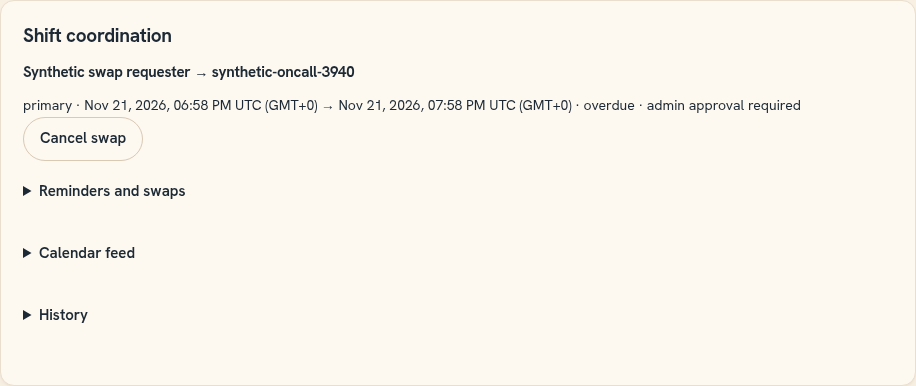 Shift coordination
Synthetic swap requester → synthetic-oncall-3940
primary · Nov 21, 2026, 06:58 PM UTC (GMT+0) → Nov 21, 2026, 07:58 PM UTC (GMT+0) · overdue · admin approval required
Cancel swap
▶ Reminders and swaps
▶ Calendar feed
▶ History